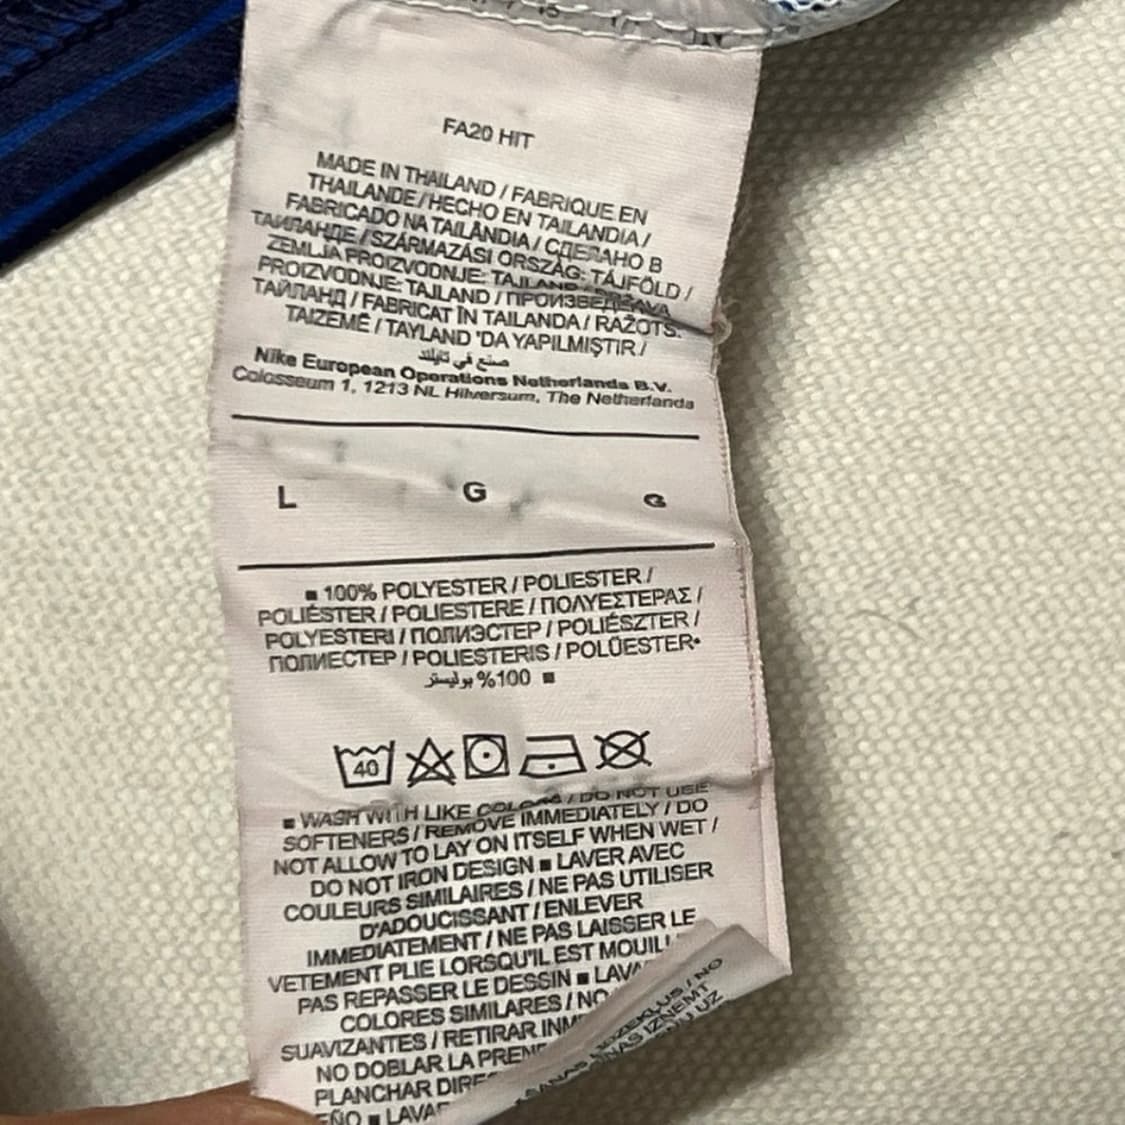 FA20 HIT
MADE IN THAILAND / FABRIQUE EN
THAILANDE / HECHO EN TAILANDIA /
FABRICADO NA TAILÂNDIA / СДЕЛАНО В
ТАИЛАНДЕ / SZÁRMAZÁSI ORSZÁG: TÁJFÖLD /
ZEMLJA PROIZVODNJE: TAJLAND / DRŽAVA
PROIZVODNJE: TAJLAND / ПРОИЗВЕДЕНО
ТАЙЛАНД / FABRICAT ÎN TAILANDA / RAŽOTS:
TAIZEMĒ / TAYLAND 'DA YAPILMIŞTIR /
صنع في تايلند
Nike European Operations Netherlands B.V.
Colosseum 1, 1213 NL Hilversum, The Netherlands
L G G
■ 100% POLYESTER / POLIESTER /
POLIÉSTER / POLIESTERE / ΠΟΛΥΕΣΤΕΡΑΣ /
POLYESTERI / ПОЛИЭСТЕР / POLIÉSZTER /
ПОЛИЕСТЕР / POLIESTERIS / POLÜESTER•
بوليستر %100 ■
40
■ WASH WITH LIKE COLORS / DO NOT USE
SOFTENERS / REMOVE IMMEDIATELY / DO
NOT ALLOW TO LAY ON ITSELF WHEN WET /
DO NOT IRON DESIGN ■ LAVER AVEC
COULEURS SIMILAIRES / NE PAS UTILISER
D'ADOUCISSANT / ENLEVER
IMMEDIATEMENT / NE PAS LAISSER LE
VETEMENT PLIE LORSQU'IL EST
PAS REPASSER LE DESSIN ■
COLORES SIMILARES /
SUAVIZANTES / RETIRAR
NO DOBLAR LA
PLANCHAR
■
/ NO
IZŅEMT
UZ